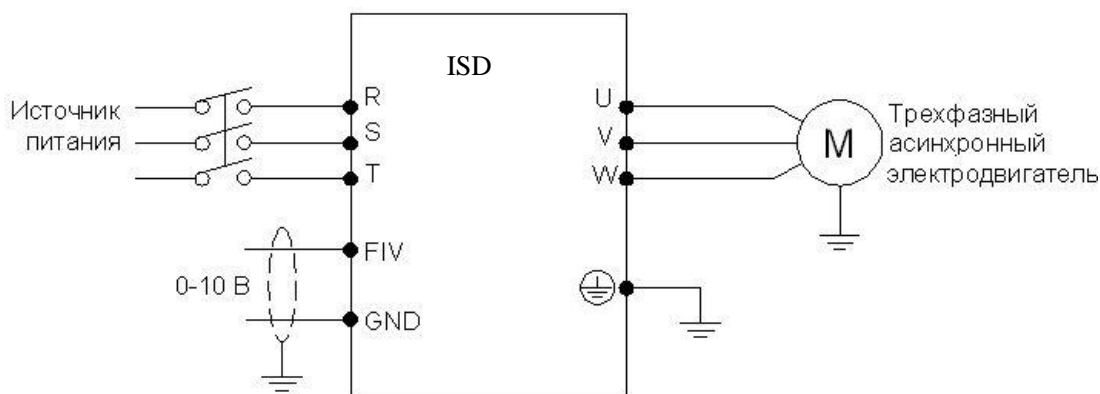 ISD
Источник
питания
R
S
T
FIV
0-10 В
GND
U
V
W
M
Трехфазный
асинхронный
электродвигатель